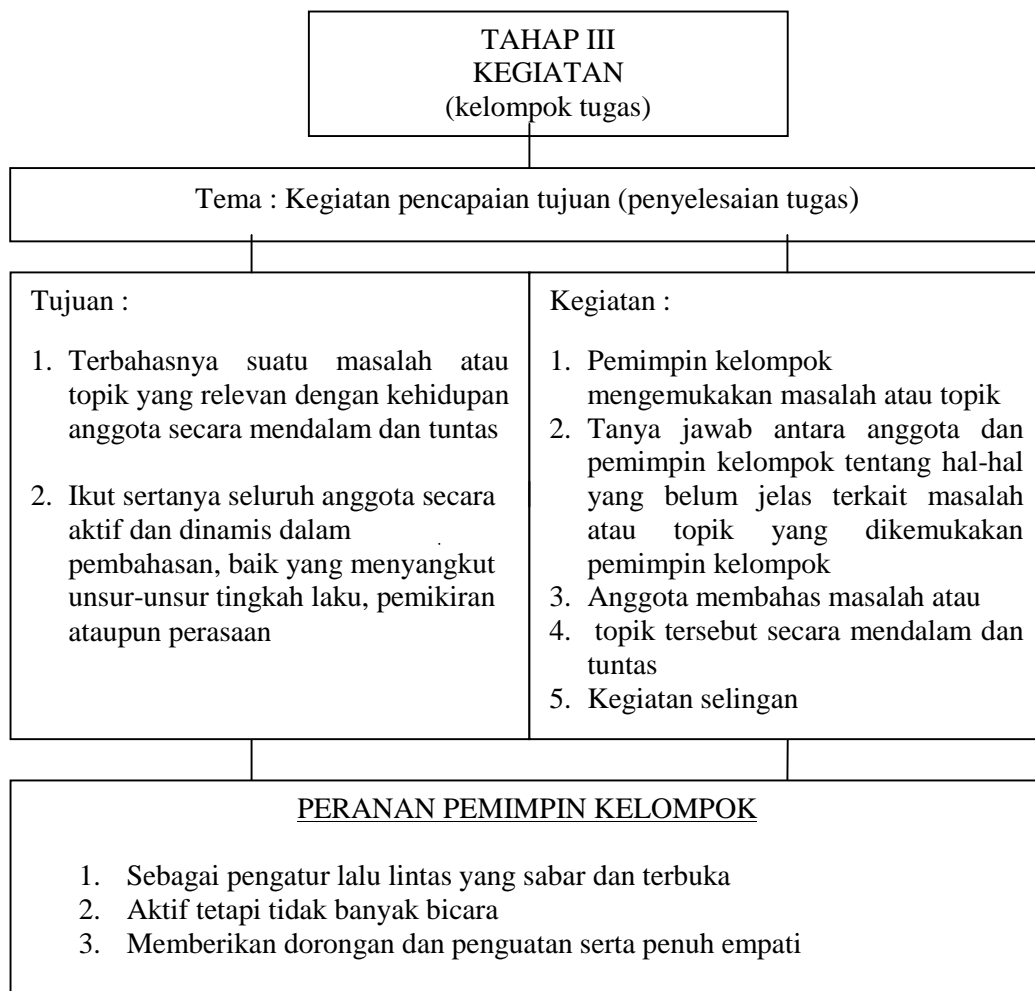 TAHAP III
KEGIATAN
(kelompok tugas)
Tema : Kegiatan pencapaian tujuan (penyelesaian tugas)
Tujuan :
1. Terbahasnya suatu masalah atau
topik yang relevan dengan kehidupan
anggota secara mendalam dan tuntas
2. Ikut sertanya seluruh anggota secara
aktif dan dinamis dalam
pembahasan, baik yang menyangkut
unsur-unsur tingkah laku, pemikiran
ataupun perasaan
Kegiatan :
1. Pemimpin kelompok
mengemukakan masalah atau topik
2. Tanya jawab antara anggota dan
pemimpin kelompok tentang hal-hal
yang belum jelas terkait masalah
atau topik yang dikemukakan
pemimpin kelompok
3. Anggota membahas masalah atau
4. topik tersebut secara mendalam dan
tuntas
5. Kegiatan selingan
PERANAN PEMIMPIN KELOMPOK
1. Sebagai pengatur lalu lintas yang sabar dan terbuka
2. Aktif tetapi tidak banyak bicara
3. Memberikan dorongan dan penguatan serta penuh empati